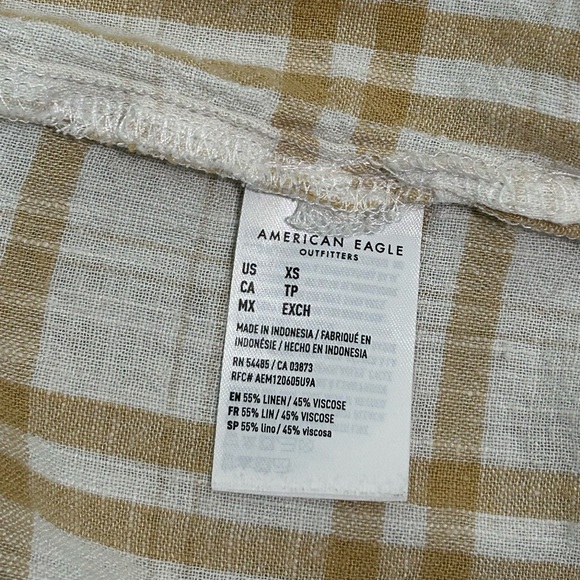 AMERICAN EAGLE
OUTFITTERS
US XS
CA TP
MX EXCH
MADE IN INDONESIA / FABRIQUÉ EN
INDONÉSIE / HECHO EN INDONESIA
RN 54485 / CA 03873
RFC# AEM120605U9A
EN 55% LINEN / 45% VISCOSE
FR 55% LIN / 45% VISCOSE
SP 55% lino / 45% viscosa